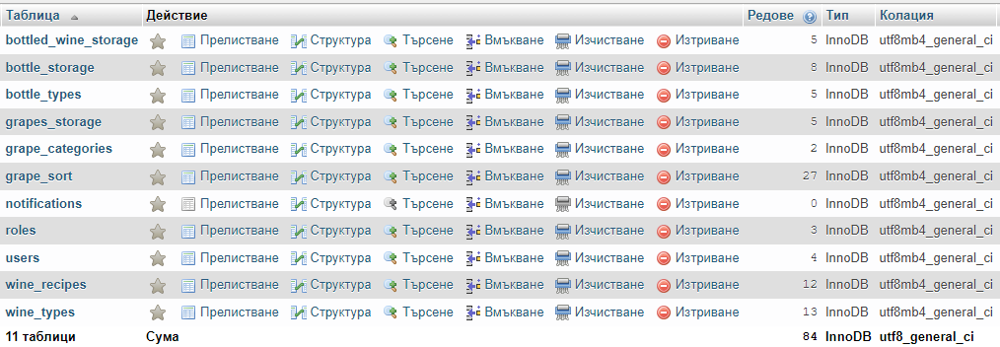 Таблица Действие Редове Тип Колация
bottled_wine_storage Прелистване Структура Търсене Вмъкване Изчистване Изтриване 5 InnoDB utf8mb4_general_ci
bottle_storage Прелистване Структура Търсене Вмъкване Изчистване Изтриване 8 InnoDB utf8mb4_general_ci
bottle_types Прелистване Структура Търсене Вмъкване Изчистване Изтриване 5 InnoDB utf8mb4_general_ci
grapes_storage Прелистване Структура Търсене Вмъкване Изчистване Изтриване 5 InnoDB utf8mb4_general_ci
grape_categories Прелистване Структура Търсене Вмъкване Изчистване Изтриване 2 InnoDB utf8mb4_general_ci
grape_sort Прелистване Структура Търсене Вмъкване Изчистване Изтриване 27 InnoDB utf8mb4_general_ci
notifications Прелистване Структура Търсене Вмъкване Изчистване Изтриване 0 InnoDB utf8mb4_general_ci
roles Прелистване Структура Търсене Вмъкване Изчистване Изтриване 3 InnoDB utf8mb4_general_ci
users Прелистване Структура Търсене Вмъкване Изчистване Изтриване 4 InnoDB utf8mb4_general_ci
wine_recipes Прелистване Структура Търсене Вмъкване Изчистване Изтриване 12 InnoDB utf8mb4_general_ci
wine_types Прелистване Структура Търсене Вмъкване Изчистване Изтриване 13 InnoDB utf8mb4_general_ci
11 таблици Сума 84 InnoDB utf8_general_ci